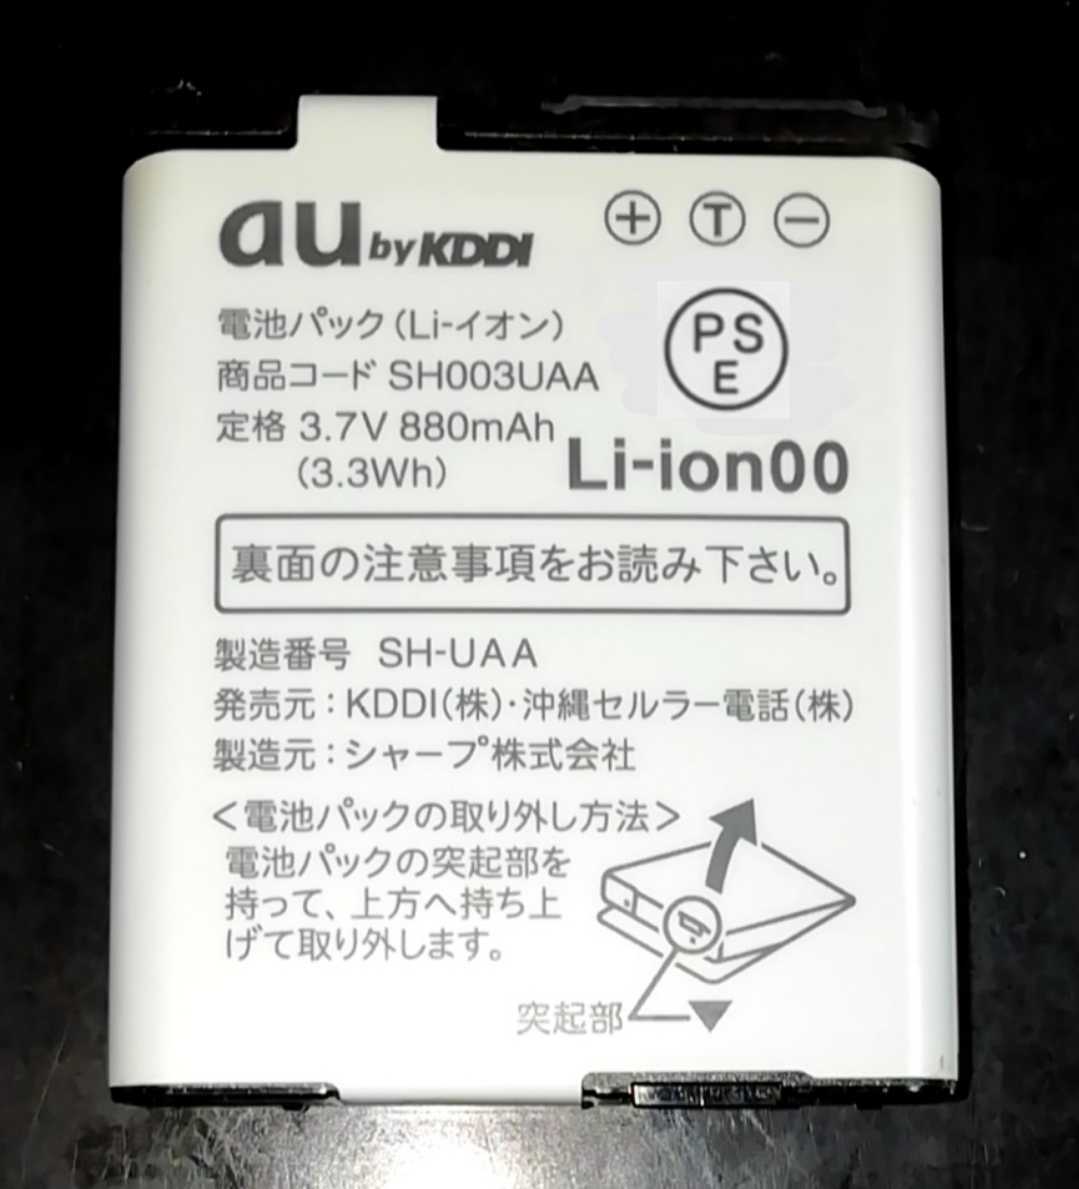 au by KDDI
⊕ Ⓣ ⊖
電池パック(Li-イオン)
商品コード SH003UAA
PS
E
定格 3.7V 880mAh
(3.3Wh)
Li-ion00
裏面の注意事項をお読み下さい。
製造番号 SH-UAA
発売元:KDDI(株)・沖縄セルラー電話(株)
製造元:シャープ株式会社
<電池パックの取り外し方法>
電池パックの突起部を
持って、上方へ持ち上
げて取り外します。
突起部